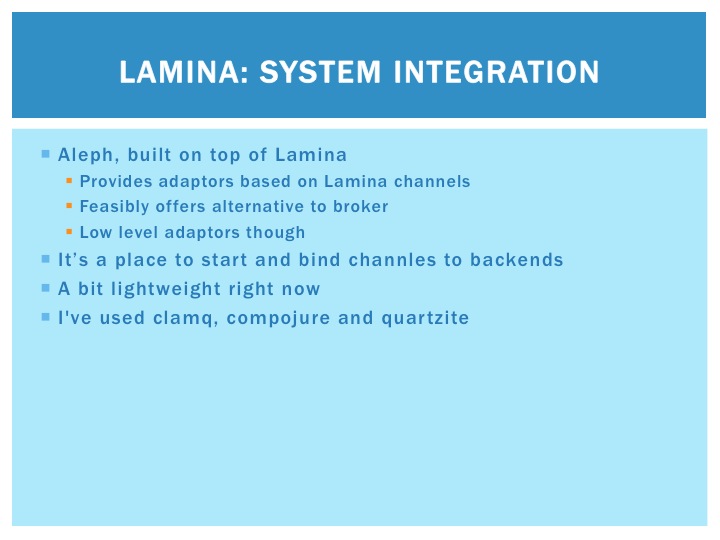 LAMINA: SYSTEM INTEGRATION
Aleph, built on top of Lamina
Provides adaptors based on Lamina channels
Feasibly offers alternative to broker
Low level adaptors though
It’s a place to start and bind channles to backends
A bit lightweight right now
I've used clamq, compojure and quartzite